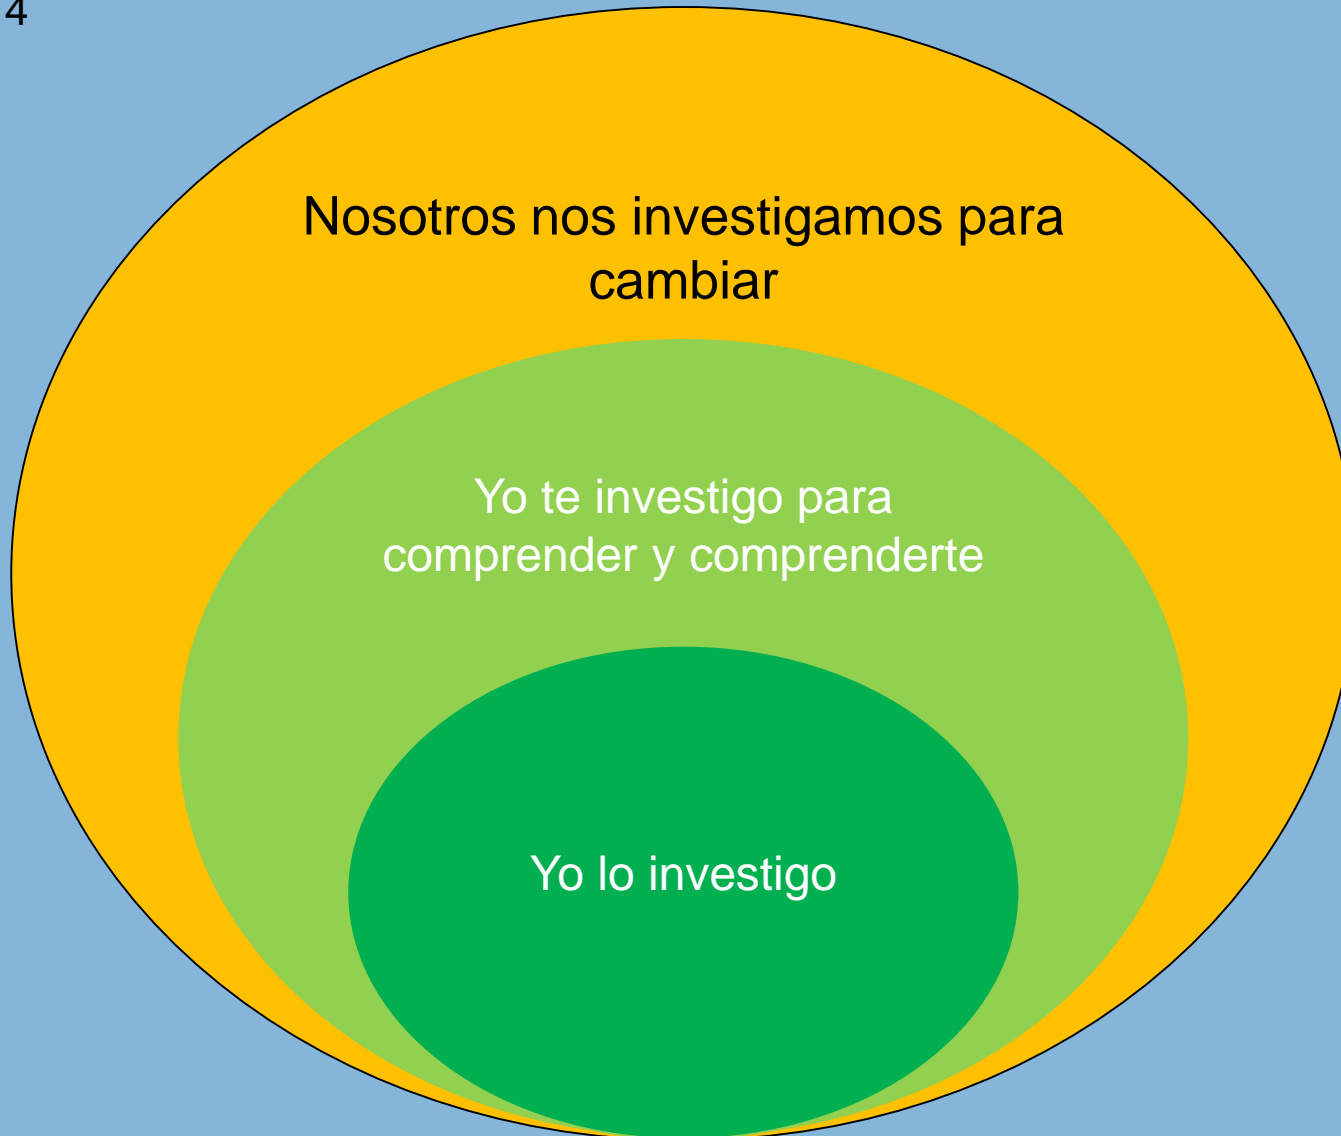 4
Nosotros nos investigamos para
cambiar
Yo te investigo para
comprender y comprenderte
Yo lo investigo